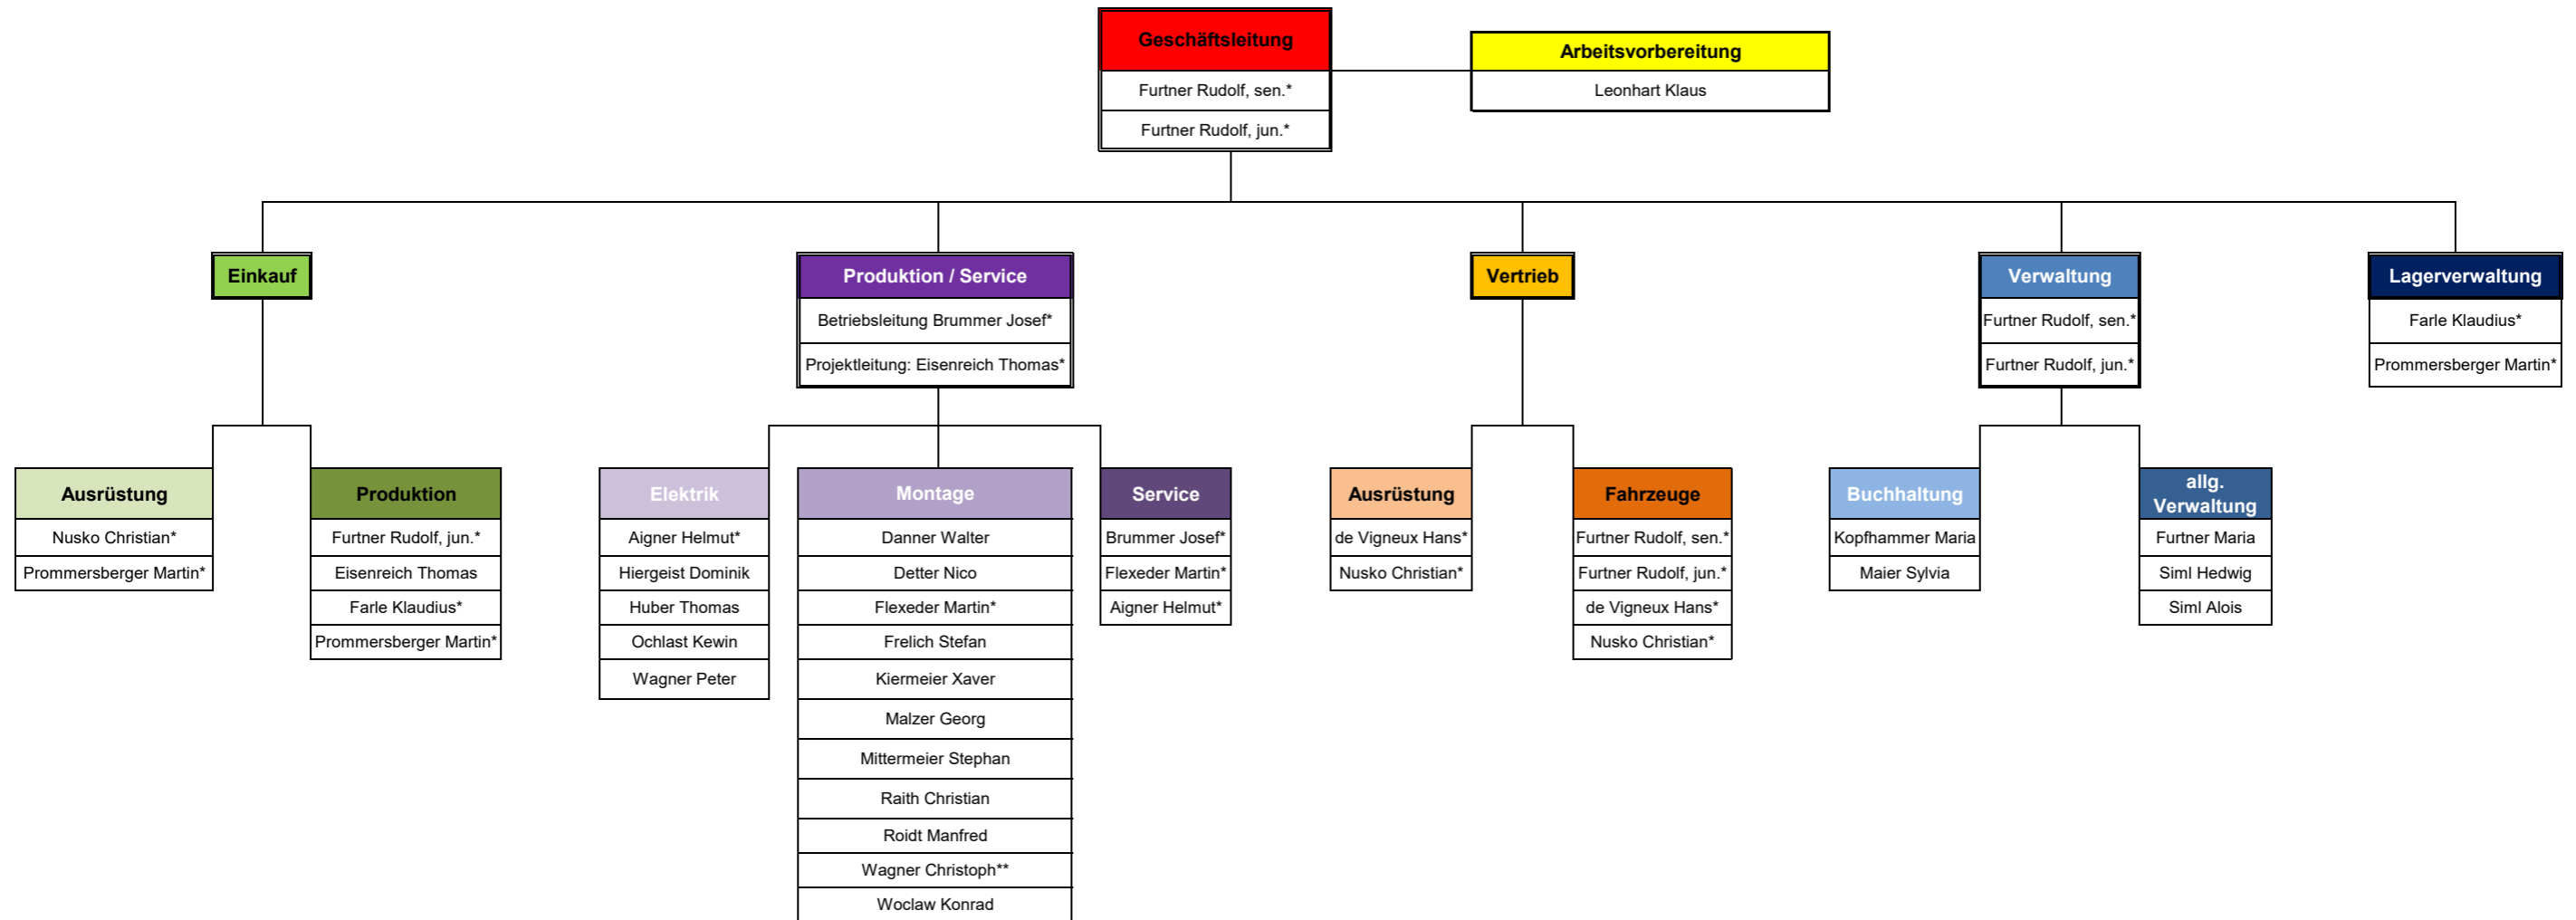 Geschäftsleitung
Furtner Rudolf, sen.*
Furtner Rudolf, jun.*
Arbeitsvorbereitung
Leonhart Klaus
Einkauf
Ausrüstung
Nusko Christian*
Prommersberger Martin*
Produktion
Furtner Rudolf, jun.*
Eisenreich Thomas
Farle Klaudius*
Prommersberger Martin*
Produktion / Service
Betriebsleitung Brummer Josef*
Projektleitung: Eisenreich Thomas*
Elektrik
Aigner Helmut*
Hiergeist Dominik
Huber Thomas
Ochlast Kewin
Wagner Peter
Montage
Danner Walter
Detter Nico
Flexeder Martin*
Frelich Stefan
Kiermeier Xaver
Malzer Georg
Mittermeier Stephan
Raith Christian
Roidt Manfred
Wagner Christoph**
Woclaw Konrad
Service
Brummer Josef*
Flexeder Martin*
Aigner Helmut*
Vertrieb
Ausrüstung
de Vigneux Hans*
Nusko Christian*
Fahrzeuge
Furtner Rudolf, sen.*
Furtner Rudolf, jun.*
de Vigneux Hans*
Nusko Christian*
Verwaltung
Furtner Rudolf, sen.*
Furtner Rudolf, jun.*
Buchhaltung
Kopfhammer Maria
Maier Sylvia
allg.
Verwaltung
Furtner Maria
Siml Hedwig
Siml Alois
Lagerverwaltung
Farle Klaudius*
Prommersberger Martin*